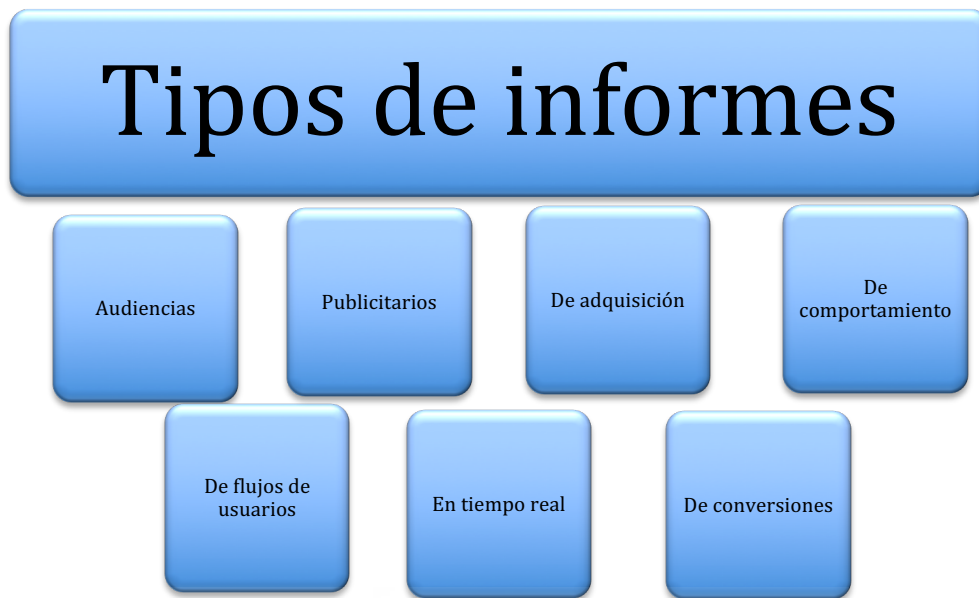 Tipos de informes
Audiencias
Publicitarios
De adquisición
De
comportamiento
De flujos de
usuarios
En tiempo real
De conversiones